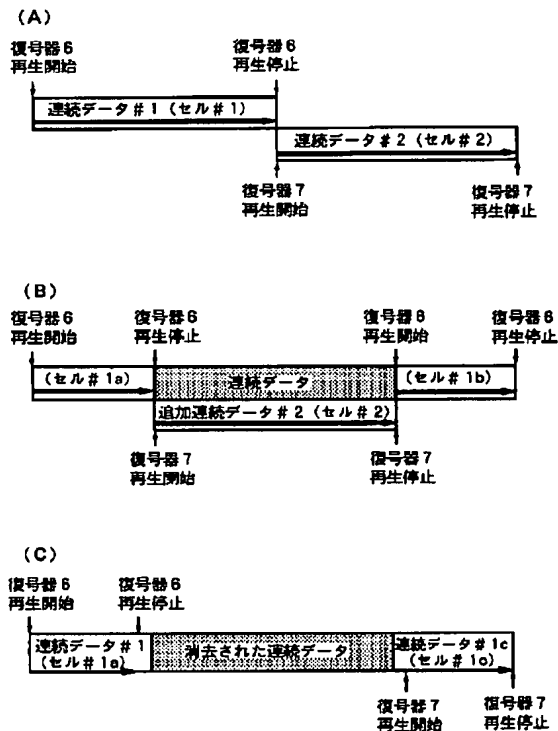 (A)
復号器6
再生開始
復号器6
再生停止
連続データ#1 (セル#1)
連続データ#2 (セル#2)
復号器7
再生開始
復号器7
再生停止
(B)
復号器6
再生開始
復号器6
再生停止
復号器6
再生開始
復号器6
再生停止
(セル#1a)
連続データ
(セル#1b)
追加連続データ#2 (セル#2)
復号器7
再生開始
復号器7
再生停止
(C)
復号器6
再生開始
復号器6
再生停止
連続データ#1
(セル#1a)
消去された連続データ
連続データ#1c
(セル#1c)
復号器7
再生開始
復号器7
再生停止